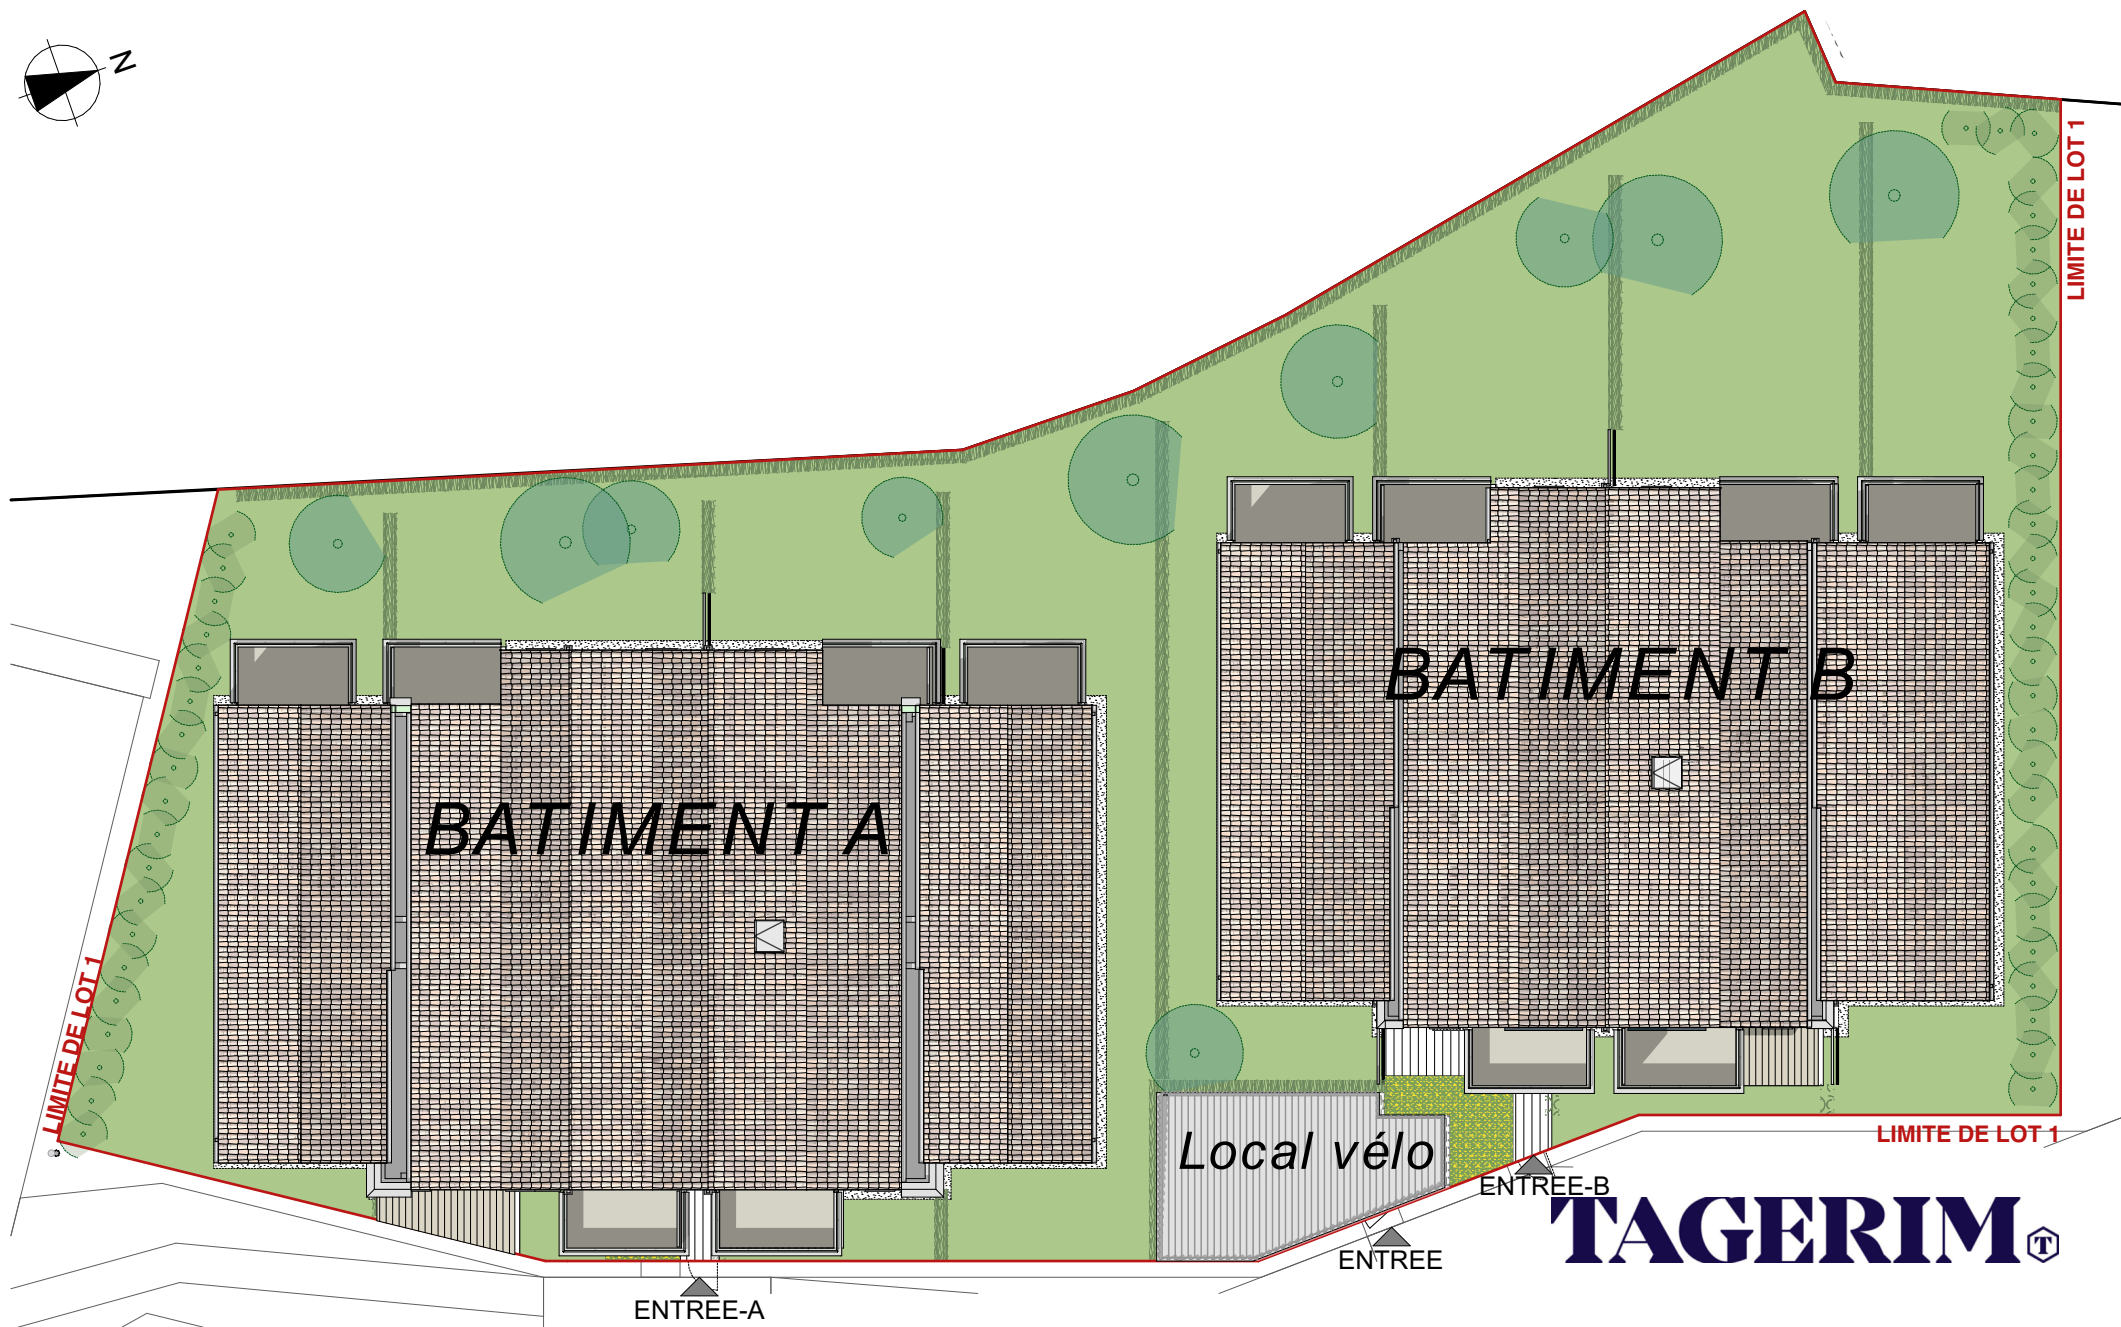 N
LIMITE DE LOT 1
BATIMENT B
BATIMENT A
LIMITE DE LOT 1
Local vélo
LIMITE DE LOT 1
ENTREE-B
TAGERIM T
ENTREE
ENTREE-A